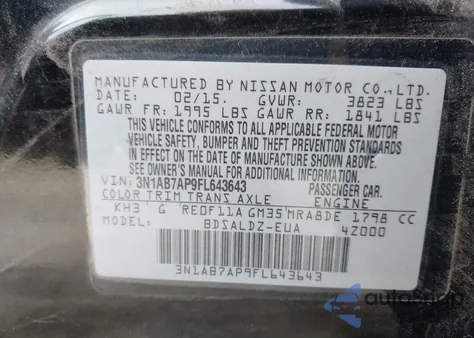 MANUFACTURED BY NISSAN MOTOR CO.,LTD.
DATE: 02/15. GVWR: 3823 LBS
GAWR FR: 1995 LBS GAWR RR: 1841 LBS
THIS VEHICLE CONFORMS TO ALL APPLICABLE FEDERAL MOTOR
VEHICLE SAFETY, BUMPER AND THEFT PREVENTION STANDARDS
IN EFFECT ON THE DATE OF MANUFACTURE SHOWN ABOVE.
SEE OWNER'S MANUAL FOR ADDITIONAL INFORMATION.
VIN: 3N1AB7AP9FL643643 PASSENGER CAR.
COLOR TRIM TRANS AXLE ENGINE
KH3 ' G 'RE0F11A GM35'MRA8DE 1798 CC
MODEL: BDSALDZ-EUA 4Z000
3N1AB7AP9FL643643
autoSnap